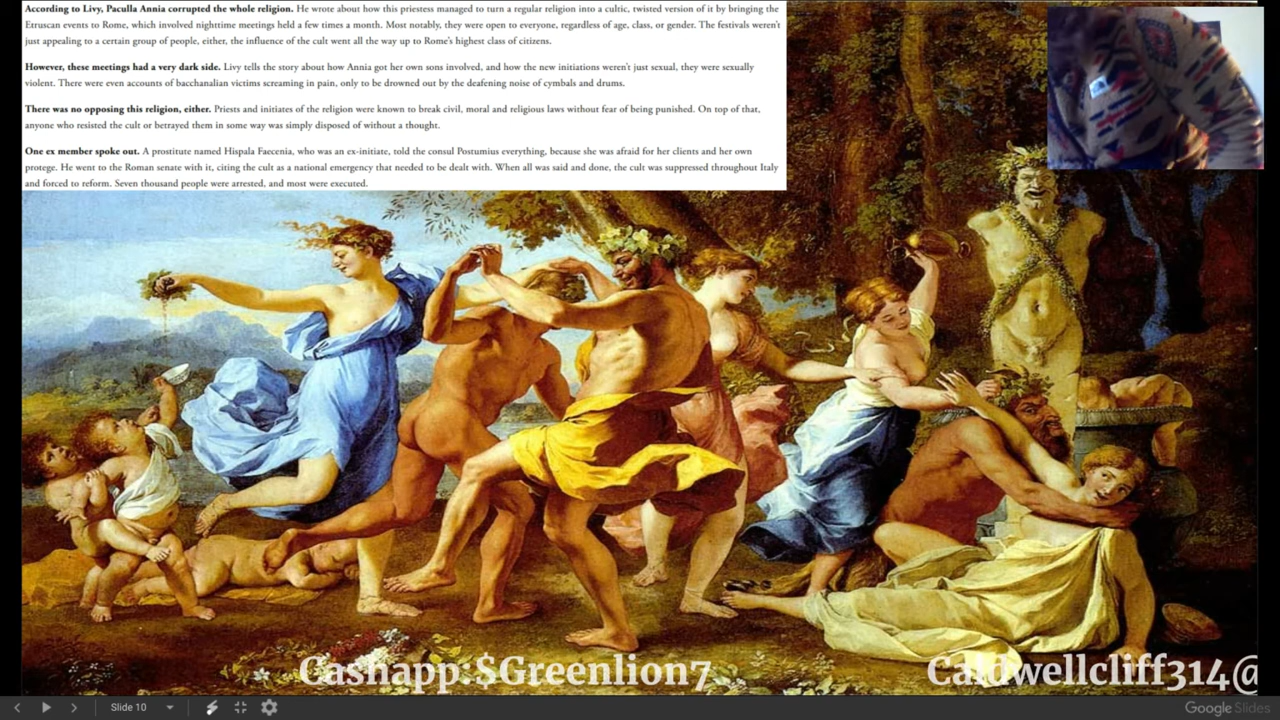 According to Livy, Paculla Annia corrupted the whole religion. He wrote about how this priestess managed to turn a regular religion into a cultic, twisted version of it by bringing the
Etruscan events to Rome, which involved nighttime meetings held a few times a month. Most notably, they were open to everyone, regardless of age, class, or gender. The festivals weren't
just appealing to a certain group of people, either, the influence of the cult went all the way up to Rome's highest class of citizens.
However, these meetings had a very dark side. Livy tells the story about how Annia got her own sons involved, and how the new initiations weren't just sexual, they were sexually
violent. There were even accounts of bacchanalian victims screaming in pain, only to be drowned out by the deafening noise of cymbals and drums.
There was no opposing this religion, either. Priests and initiates of the religion were known to break civil, moral and religious laws without fear of being punished. On top of that,
anyone who resisted the cult or betrayed them in some way was simply disposed of without a thought.
One ex member spoke out. A prostitute named Hispala Faecenia, who was an ex-initiate, told the consul Postumius everything, because she was afraid for her clients and her own
protege. He went to the Roman senate with it, citing the cult as a national emergency that needed to be dealt with. When all was said and done, the cult was suppressed throughout Italy
and forced to reform. Seven thousand people were arrested, and most were executed.
Cashapp:$Greenlion7
Caldwellcliff314@
Slide 10
Google Slides